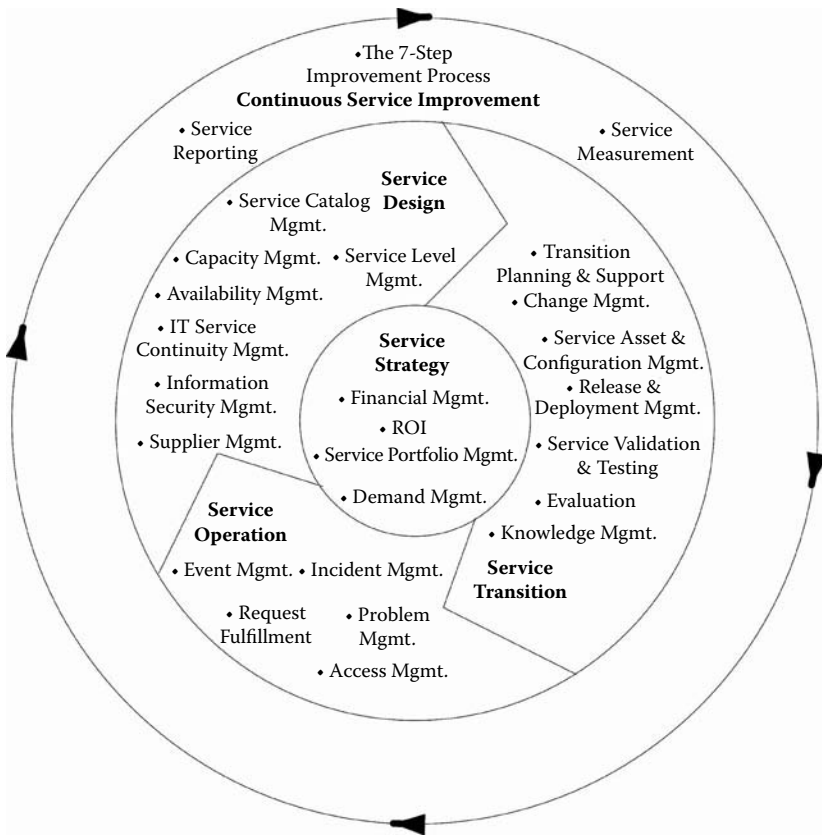 ⬩The 7-Step
Improvement Process
Continuous Service Improvement
⬩ Service
Reporting
⬩ Service
Measurement
Service
Design
⬩ Service Catalog
Mgmt.
⬩ Capacity Mgmt.
⬩ Service Level
Mgmt.
⬩ Availability Mgmt.
⬩ IT Service
Continuity Mgmt.
⬩ Information
Security Mgmt.
⬩ Supplier Mgmt.
⬩ Transition
Planning & Support
⬩ Change Mgmt.
⬩ Service Asset &
Configuration Mgmt.
⬩ Release &
Deployment Mgmt.
⬩ Service Validation
& Testing
⬩ Evaluation
⬩ Knowledge Mgmt.
Service
Transition
Service
Strategy
⬩ Financial Mgmt.
⬩ ROI
⬩ Service Portfolio Mgmt.
⬩ Demand Mgmt.
Service
Operation
⬩ Event Mgmt.
⬩ Incident Mgmt.
⬩ Request
Fulfillment
⬩ Problem
Mgmt.
⬩ Access Mgmt.